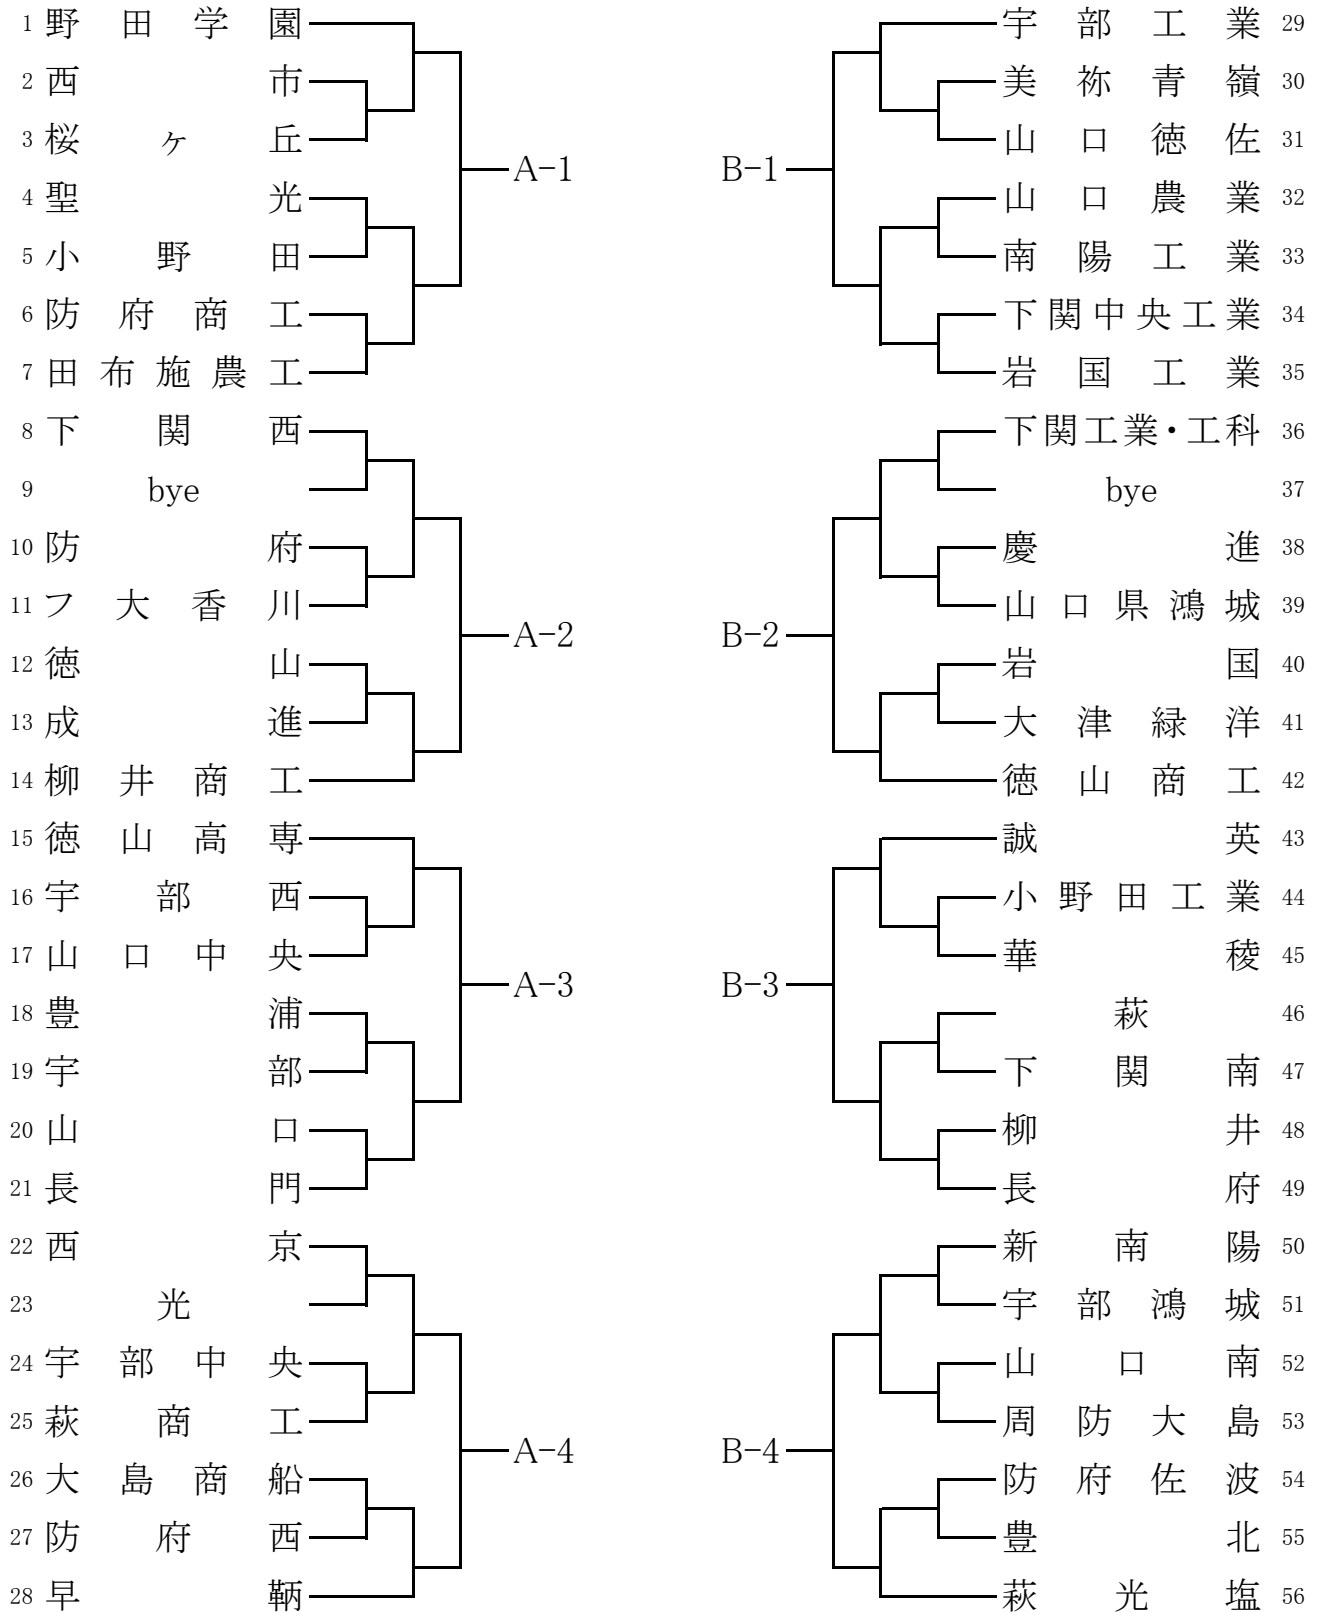 1 野田学園
2 西市
3 桜ヶ丘
4 聖光
5 小野田
6 防府商工
7 田布施農工
8 下関西
9 bye
10 防府
11 フ大香川
12 徳山
13 成進
14 柳井商工
15 徳山高専
16 宇部西
17 山口中央
18 豊浦
19 宇部
20 山口
21 長門
22 西京
23 光
24 宇部中央
25 萩商工
26 大島商船
27 防府西
28 早鞆
A-1
A-2
A-3
A-4
B-1
B-2
B-3
B-4
宇部工業 29
美祢青嶺 30
山口徳佐 31
山口農業 32
南陽工業 33
下関中央工業 34
岩国工業 35
下関工業・工科 36
bye 37
慶進 38
山口県鴻城 39
岩国 40
大津緑洋 41
徳山商工 42
誠英 43
小野田工業 44
華稜 45
萩 46
下関南 47
柳井 48
長府 49
新南陽 50
宇部鴻城 51
山口南 52
周防大島 53
防府佐波 54
豊北 55
萩光塩 56